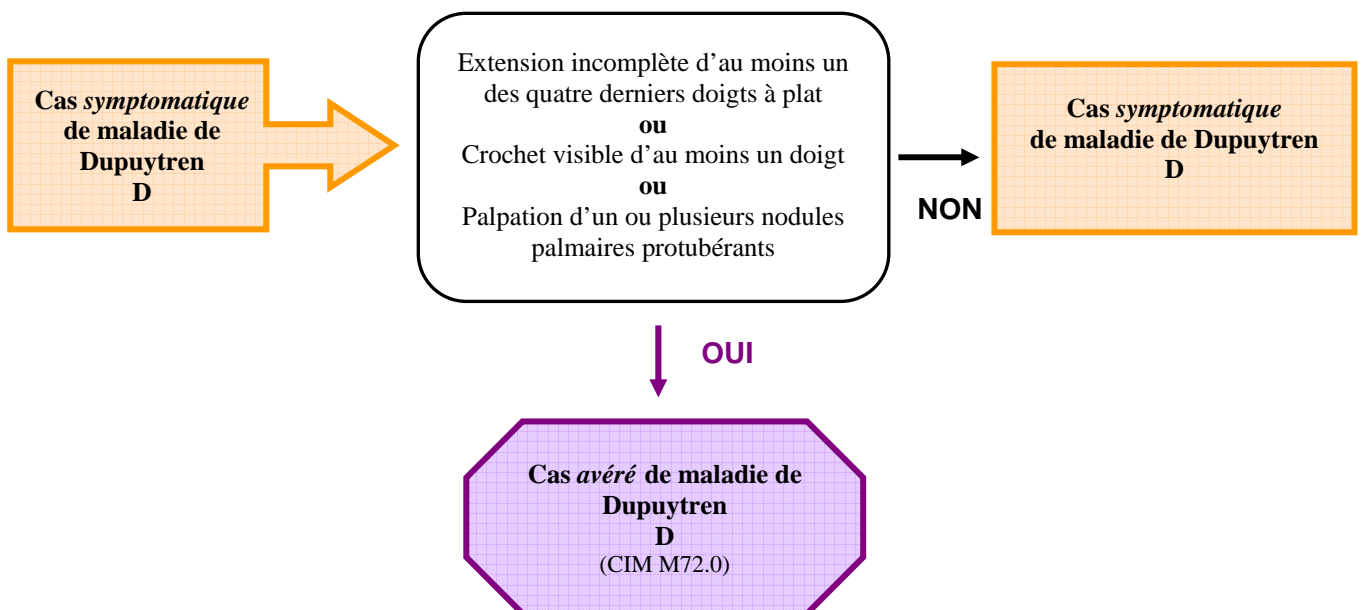 Cas symptomatique
de maladie de
Dupuytren
D
Extension incomplète d’au moins un
des quatre derniers doigts à plat
ou
Crochet visible d’au moins un doigt
ou
Palpation d’un ou plusieurs nodules
palmaires protubérants
NON
Cas symptomatique
de maladie de Dupuytren
D
OUI
Cas avéré de maladie de
Dupuytren
D
(CIM M72.0)